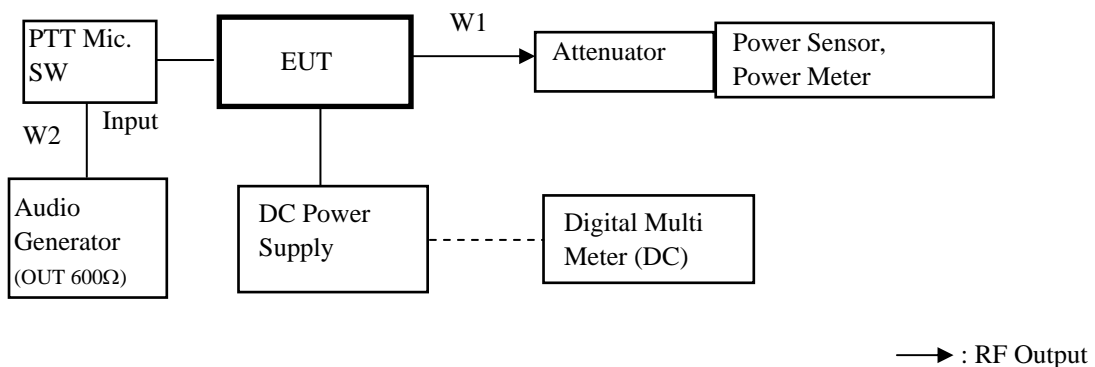 PTT Mic.
SW
EUT
W1
Attenuator
Power Sensor,
Power Meter
W2
Input
Audio
Generator
(OUT 600Ω)
DC Power
Supply
Digital Multi
Meter (DC)
: RF Output